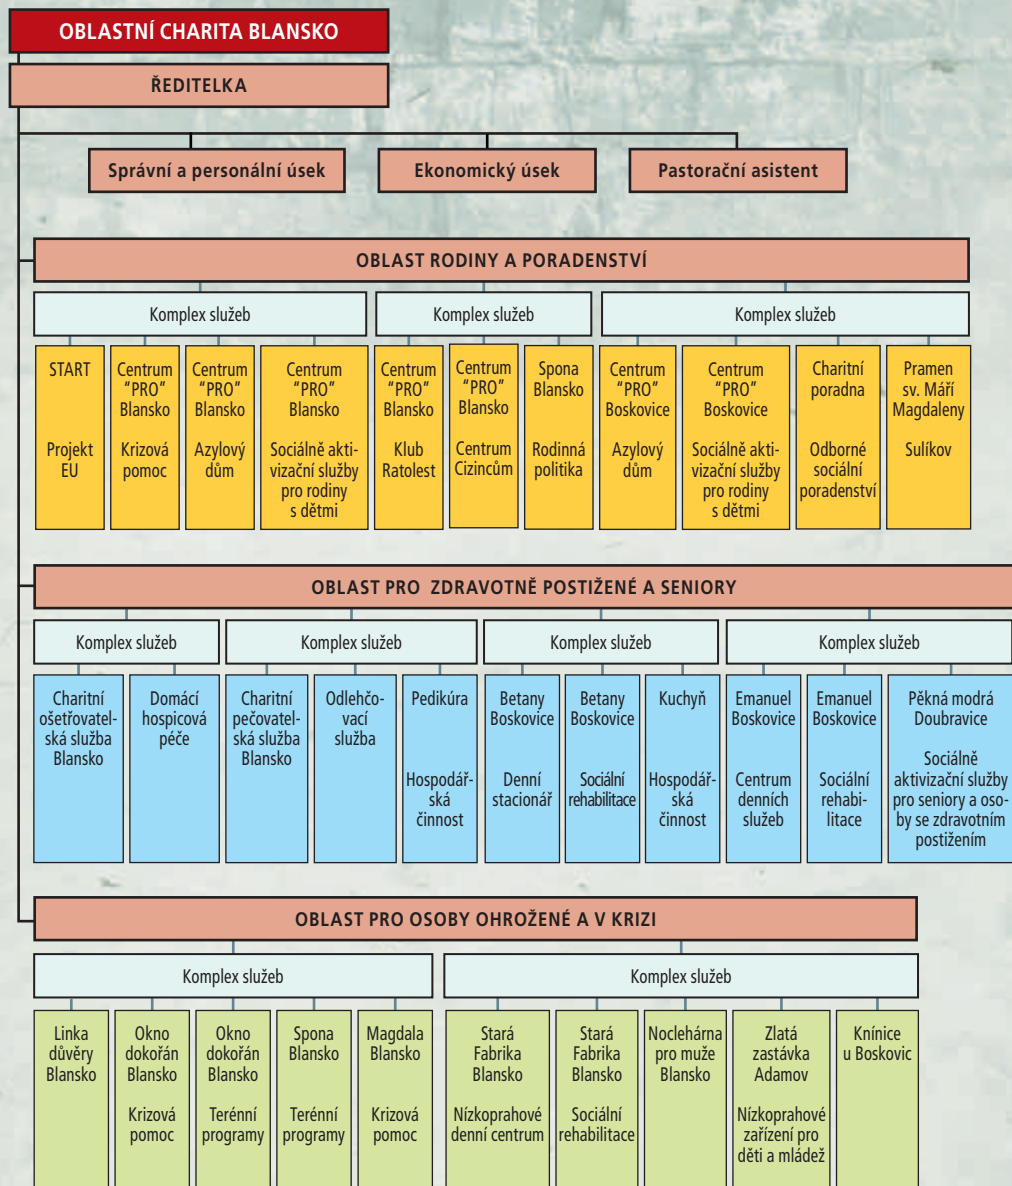 OBLASTNÍ CHARITA BLANSKO
ŘEDITELKA
Správní a personální úsek
Ekonomický úsek
Pastorační asistent
OBLAST RODINY A PORADENSTVÍ
Komplex služeb
START
Projekt
EU
Centrum
"PRO"
Blansko
Krizová
pomoc
Centrum
"PRO"
Blansko
Azylový
dům
Centrum
"PRO"
Blansko
Sociálně akti-
vizační služby
pro rodiny
s dětmi
Komplex služeb
Centrum
"PRO"
Blansko
Klub
Ratolest
Centrum
"PRO"
Blansko
Centrum
Cizincům
Spona
Blansko
Rodinná
politika
Komplex služeb
Centrum
"PRO"
Boskovice
Azylový
dům
Centrum
"PRO"
Boskovice
Sociálně akti-
vizační služby
pro rodiny
s dětmi
Charitní
poradna
Odborné
sociální
poradenství
Pramen
sv. Máří
Magdaleny
Sulíkov
OBLAST PRO ZDRAVOTNĚ POSTIŽENÉ A SENIORY
Komplex služeb
Charitní
ošetřovatel-
ská služba
Blansko
Domácí
hospicová
péče
Komplex služeb
Charitní
pečovatel-
ská služba
Blansko
Odlehčo-
vací
služba
Pedikúra
Hospodář-
ská
činnost
Komplex služeb
Betany
Boskovice
Denní
stacionář
Betany
Boskovice
Sociální
rehabilitace
Kuchyň
Hospodář-
ská
činnost
Komplex služeb
Emanuel
Boskovice
Centrum
denních
služeb
Emanuel
Boskovice
Sociální
rehabi-
litace
Pěkná modrá
Doubravice
Sociálně
aktivizační služby
pro seniory a oso-
by se zdravotním
postižením
OBLAST PRO OSOBY OHROŽENÉ A V KRIZI
Komplex služeb
Linka
důvěry
Blansko
Okno
dokořán
Blansko
Krizová
pomoc
Okno
dokořán
Blansko
Terénní
programy
Spona
Blansko
Terénní
programy
Magdala
Blansko
Krizová
pomoc
Komplex služeb
Stará
Fabrika
Blansko
Nízkoprahové
denní centrum
Stará
Fabrika
Blansko
Sociální
rehabilitace
Noclehárna
pro muže
Blansko
Zlatá
zastávka
Adamov
Nízkoprahové
zařízení pro
děti a mládež
Knínice
u Boskovic